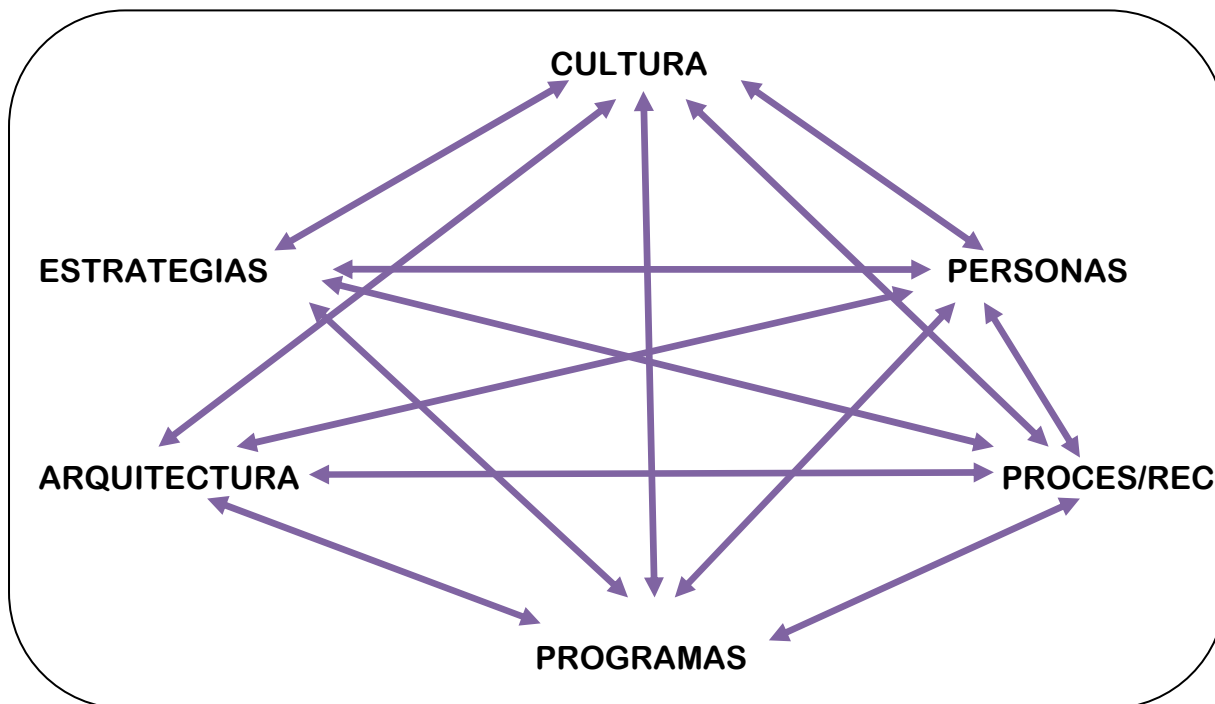 CULTURA
ESTRATEGIAS
PERSONAS
ARQUITECTURA
PROCES/REC
PROGRAMAS